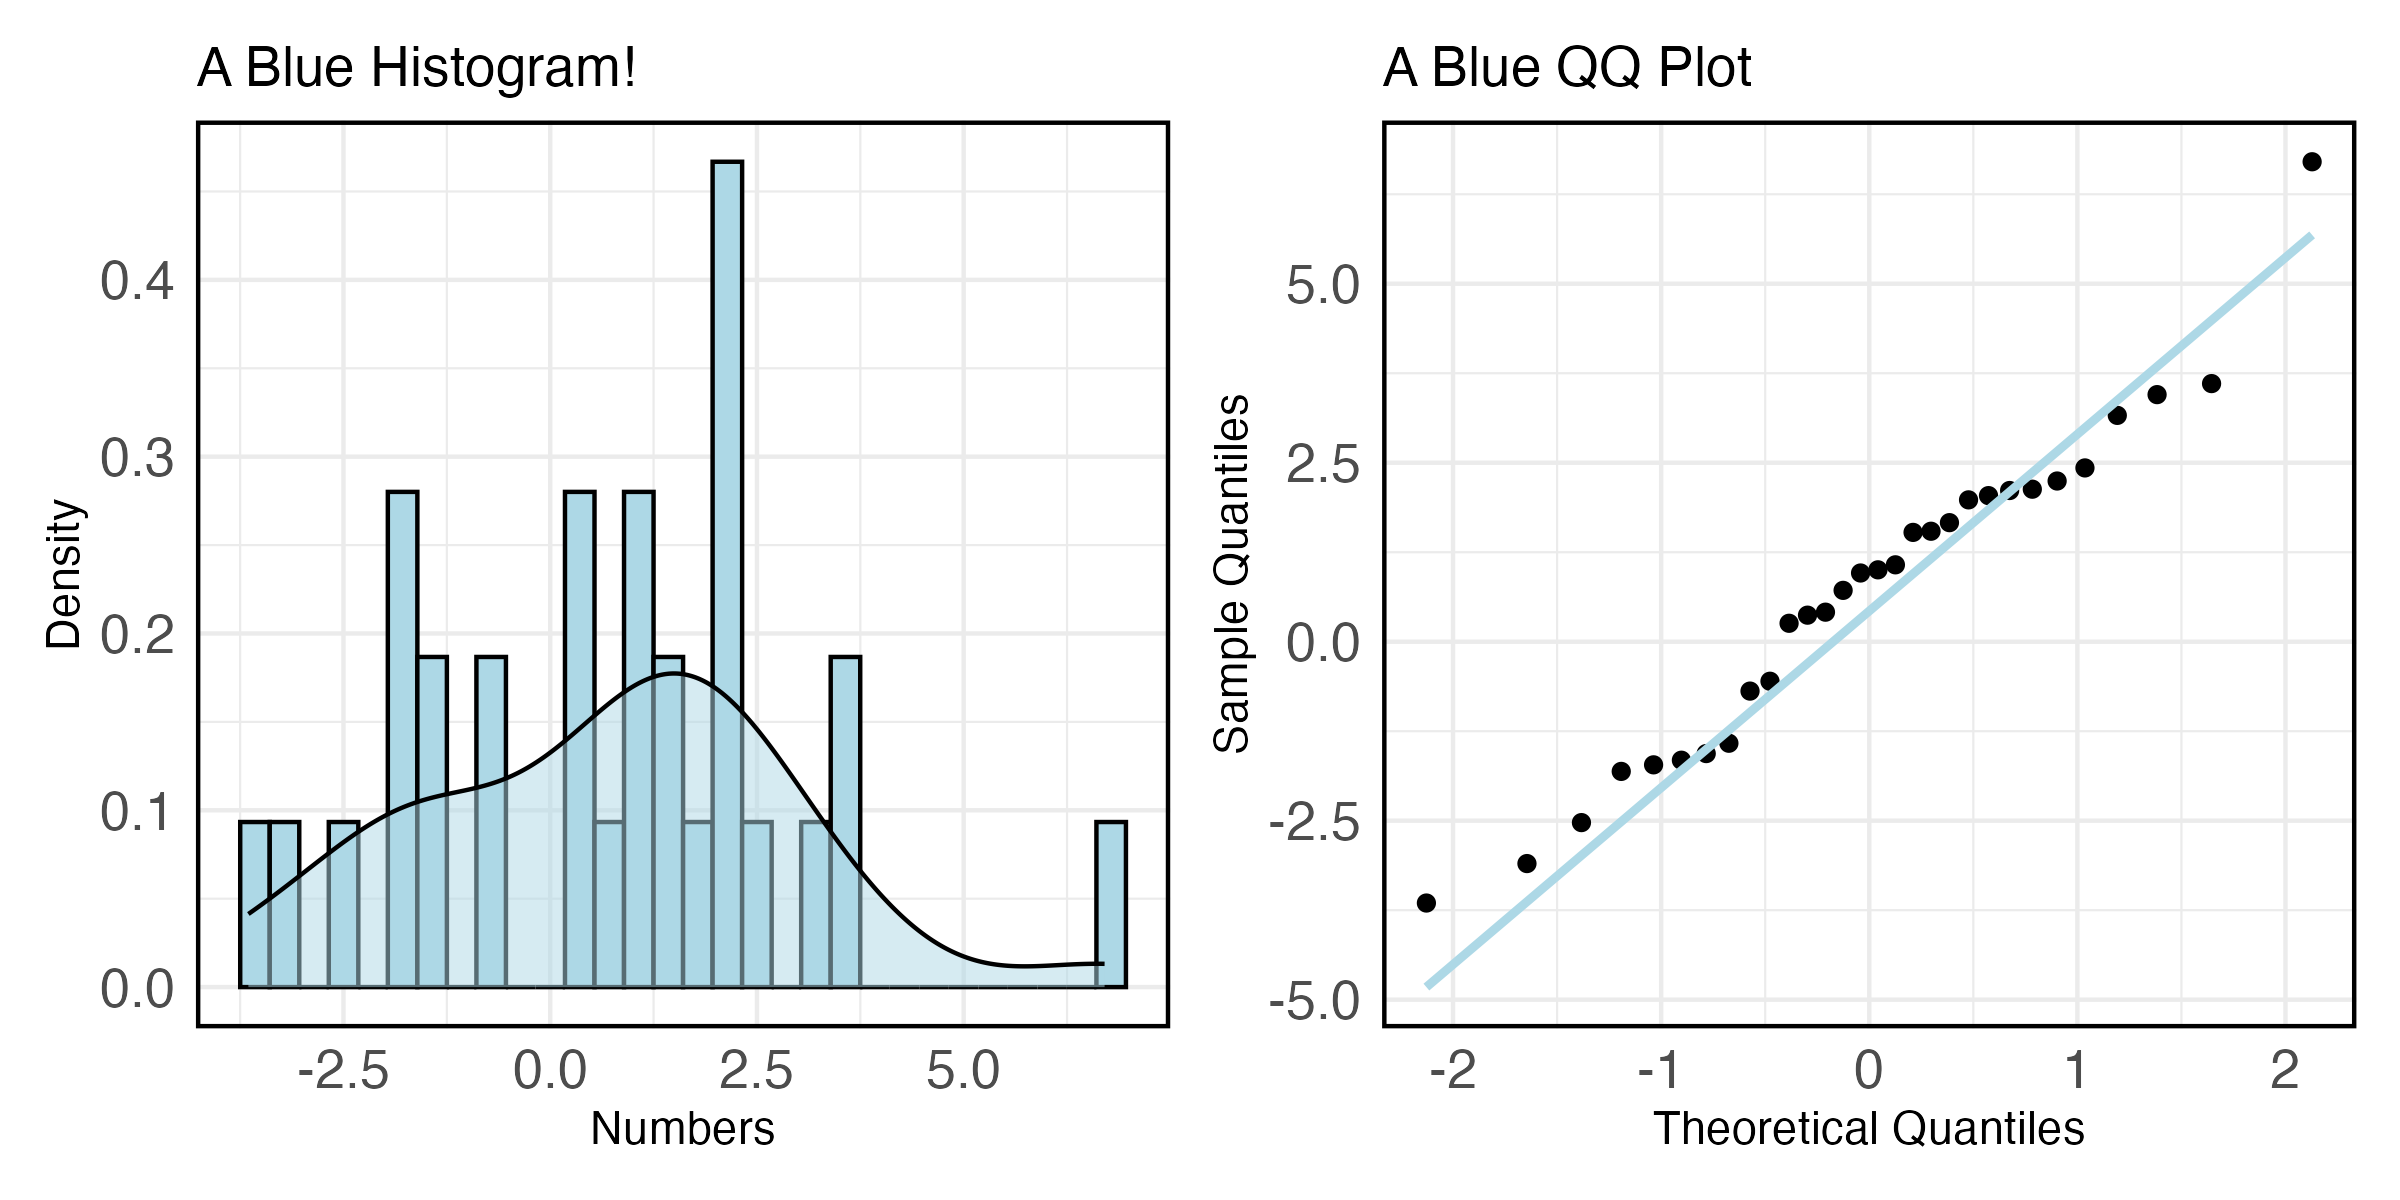 A Blue Histogram!
Density
0.4
0.3
0.2
0.1
0.0
-2.5 0.0 2.5 5.0
Numbers
A Blue QQ Plot
Sample Quantiles
5.0
2.5
0.0
-2.5
-5.0
-2 -1 0 1 2
Theoretical Quantiles